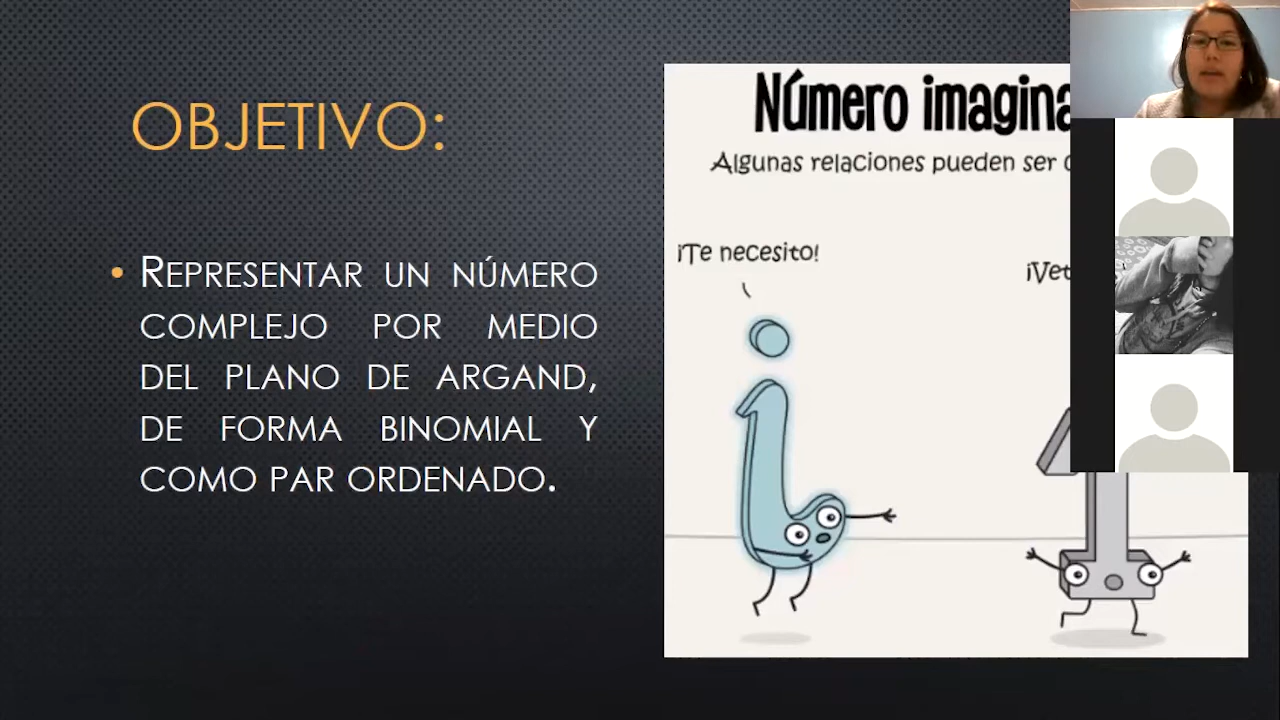 OBJETIVO:
• REPRESENTAR UN NÚMERO
COMPLEJO POR MEDIO
DEL PLANO DE ARGAND,
DE FORMA BINOMIAL Y
COMO PAR ORDENADO.
Número imagina
Algunas relaciones pueden ser
¡Te necesito!
¡Vet